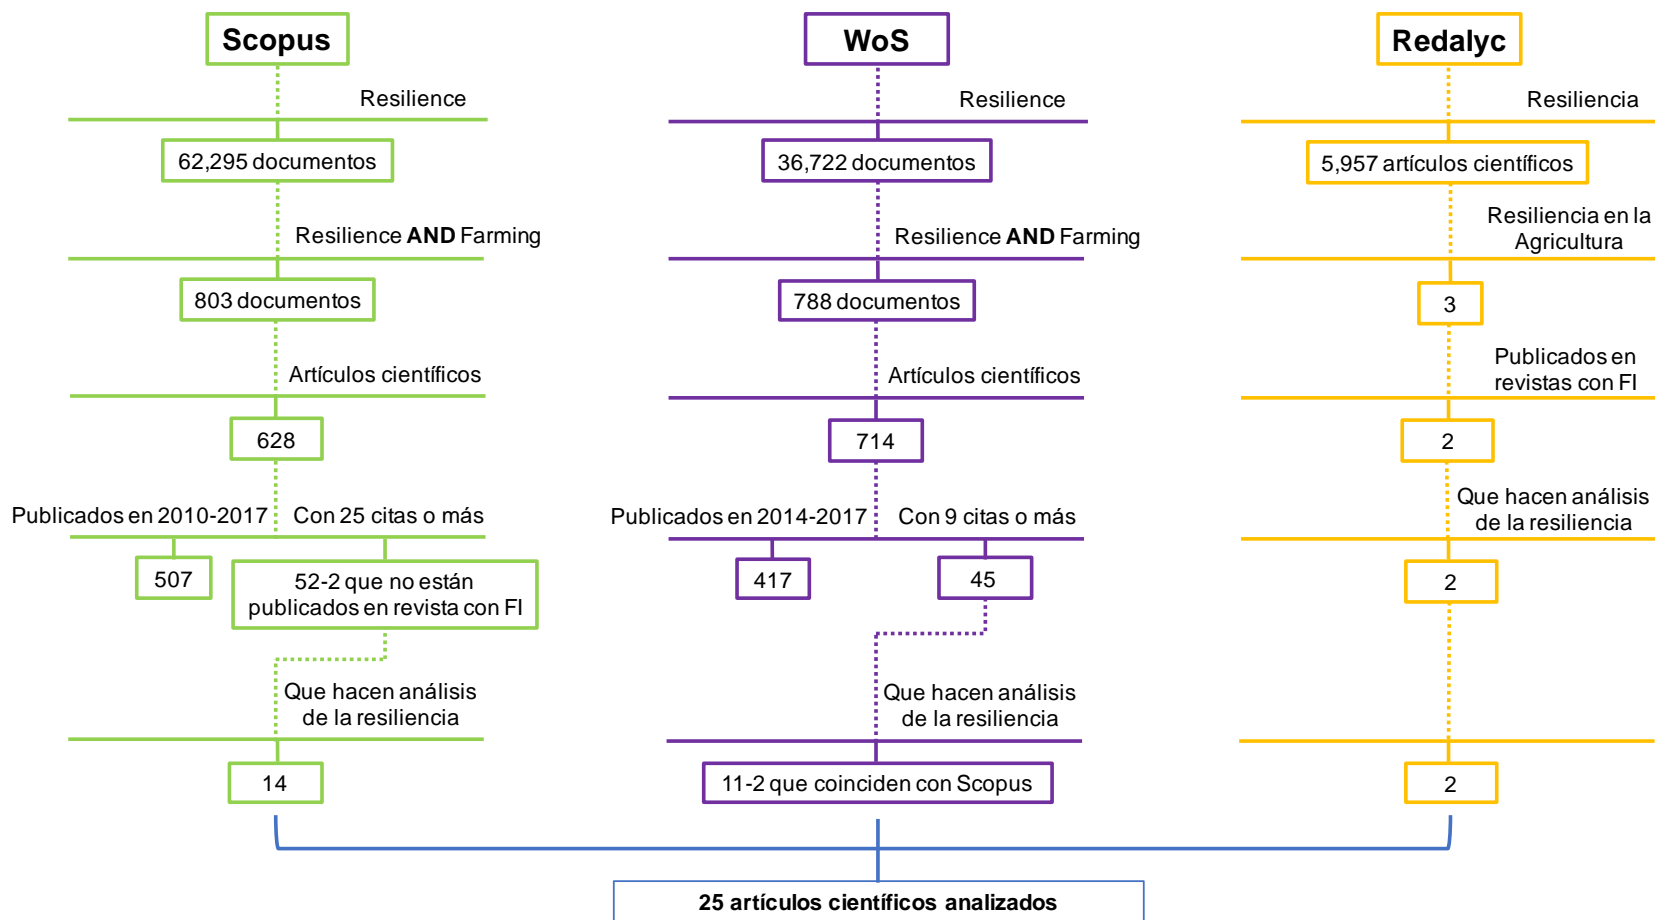 Scopus
Resilience
62,295 documentos
Resilience AND Farming
803 documentos
Artículos científicos
628
Publicados en 2010-2017
Con 25 citas o más
507
52-2 que no están
publicados en revista con FI
Que hacen análisis
de la resiliencia
14
WoS
Resilience
36,722 documentos
Resilience AND Farming
788 documentos
Artículos científicos
714
Publicados en 2014-2017
Con 9 citas o más
417
45
Que hacen análisis
de la resiliencia
11-2 que coinciden con Scopus
Redalyc
Resiliencia
5,957 artículos científicos
Resiliencia en la
Agricultura
3
Publicados en
revistas con FI
2
Que hacen análisis
de la resiliencia
2
2
25 artículos científicos analizados